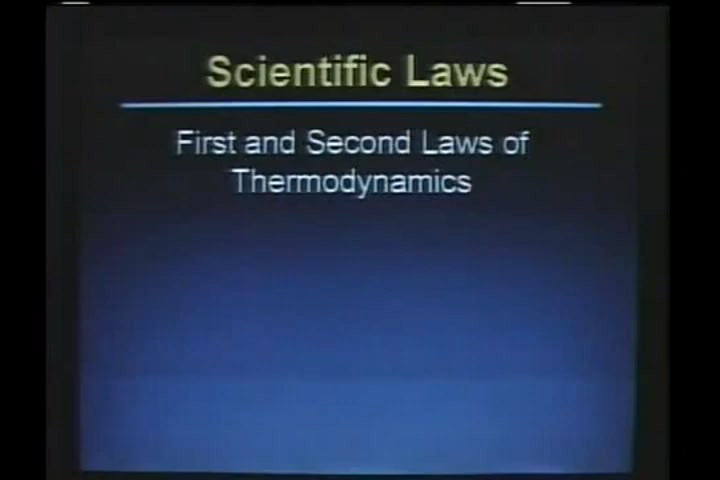 Scientific Laws
First and Second Laws of
Thermodynamics